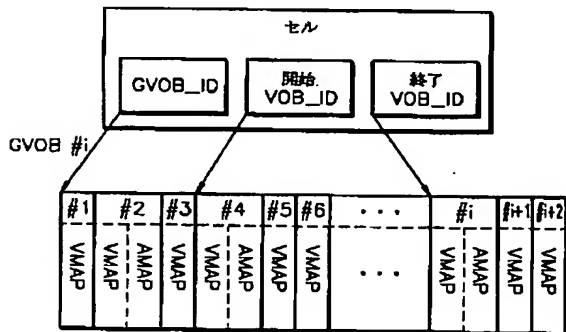 セル
GVOB_ID
開始.
VOB_ID
終了
VOB_ID
GVOB #i
#1 #2 #3 #4 #5 #6 ・・・ #i #i+1 #i+2
VMAP VMAP AMAP VMAP VMAP AMAP VMAP VMAP ・・・ VMAP AMAP VMAP VMAP